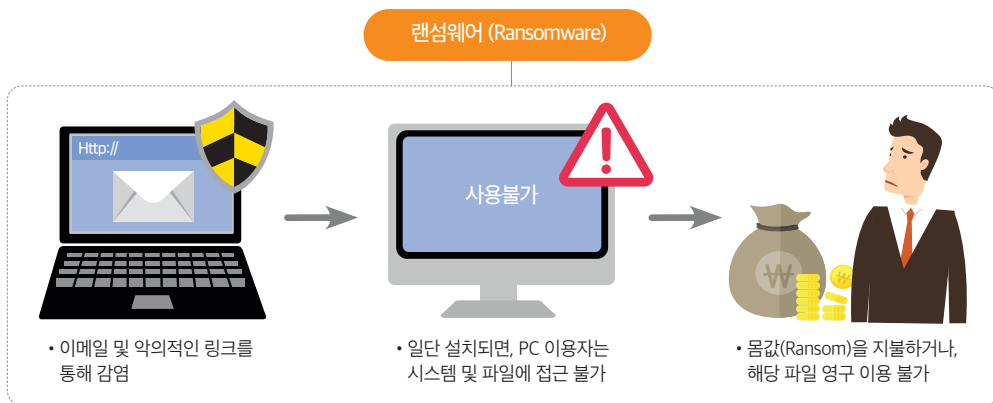 랜섬웨어 (Ransomware)
Http://
사용불가
₩
₩
• 이메일 및 악의적인 링크를
통해 감염
• 일단 설치되면, PC 이용자는
시스템 및 파일에 접근 불가
• 몸값(Ransom)을 지불하거나,
해당 파일 영구 이용 불가